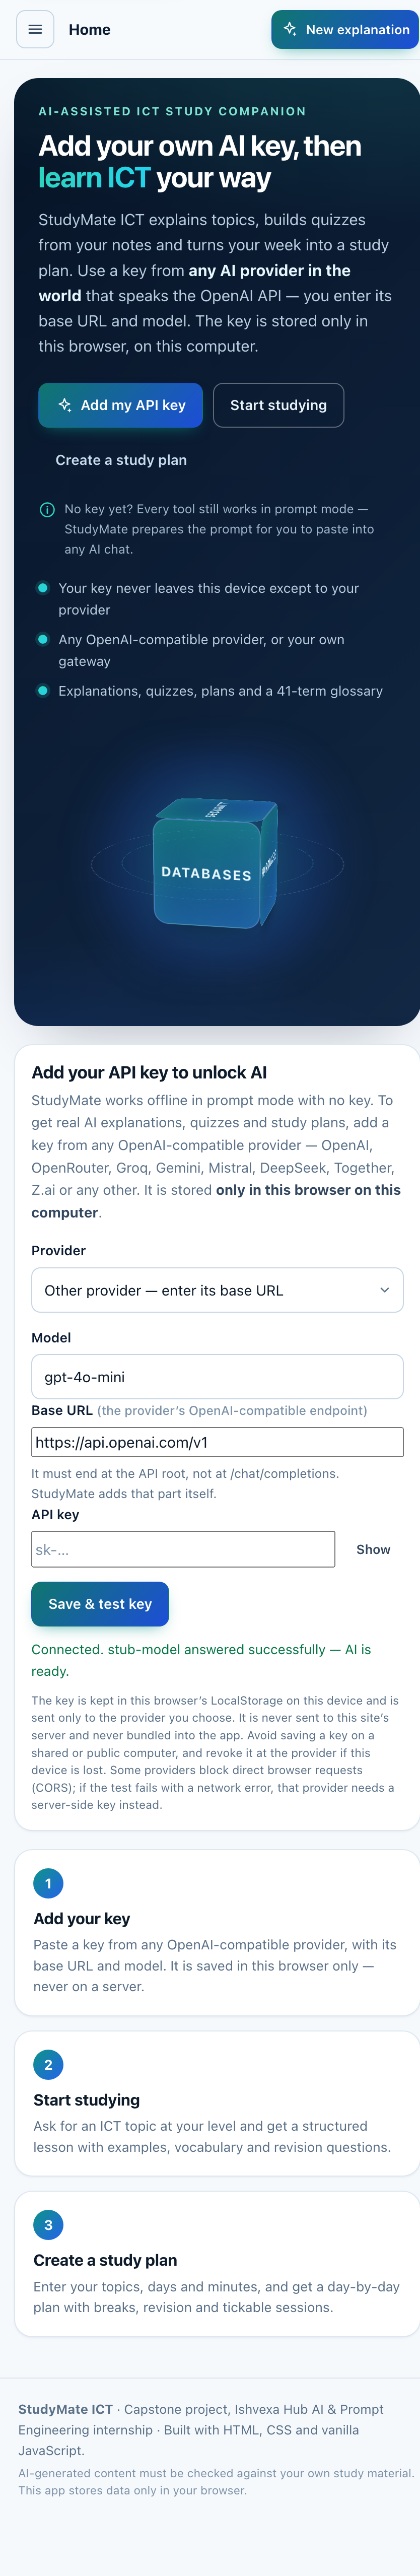 Home
New explanation
AI-ASSISTED ICT STUDY COMPANION
Add your own AI key, then
learn ICT your way
StudyMate ICT explains topics, builds quizzes
from your notes and turns your week into a study
plan. Use a key from any AI provider in the
world that speaks the OpenAI API — you enter its
base URL and model. The key is stored only in
this browser, on this computer.
Add my API key
Start studying
Create a study plan
No key yet? Every tool still works in prompt mode —
StudyMate prepares the prompt for you to paste into
any AI chat.
Your key never leaves this device except to your
provider
Any OpenAI-compatible provider, or your own
gateway
Explanations, quizzes, plans and a 41-term glossary
DATABASES
Add your API key to unlock AI
StudyMate works offline in prompt mode with no key. To
get real AI explanations, quizzes and study plans, add a
key from any OpenAI-compatible provider — OpenAI,
OpenRouter, Groq, Gemini, Mistral, DeepSeek, Together,
Z.ai or any other. It is stored only in this browser on this
computer.
Provider
Other provider — enter its base URL
Model
gpt-4o-mini
Base URL (the provider's OpenAI-compatible endpoint)
https://api.openai.com/v1
It must end at the API root, not at /chat/completions.
StudyMate adds that part itself.
API key
sk-...
Show
Save & test key
Connected. stub-model answered successfully — AI is
ready.
The key is kept in this browser's LocalStorage on this device and is
sent only to the provider you choose. It is never sent to this site's
server and never bundled into the app. Avoid saving a key on a
shared or public computer, and revoke it at the provider if this
device is lost. Some providers block direct browser requests
(CORS); if the test fails with a network error, that provider needs a
server-side key instead.
1
Add your key
Paste a key from any OpenAI-compatible provider, with its
base URL and model. It is saved in this browser only —
never on a server.
2
Start studying
Ask for an ICT topic at your level and get a structured
lesson with examples, vocabulary and revision questions.
3
Create a study plan
Enter your topics, days and minutes, and get a day-by-day
plan with breaks, revision and tickable sessions.
StudyMate ICT · Capstone project, Ishvexa Hub AI & Prompt
Engineering internship · Built with HTML, CSS and vanilla
JavaScript.
AI-generated content must be checked against your own study material.
This app stores data only in your browser.